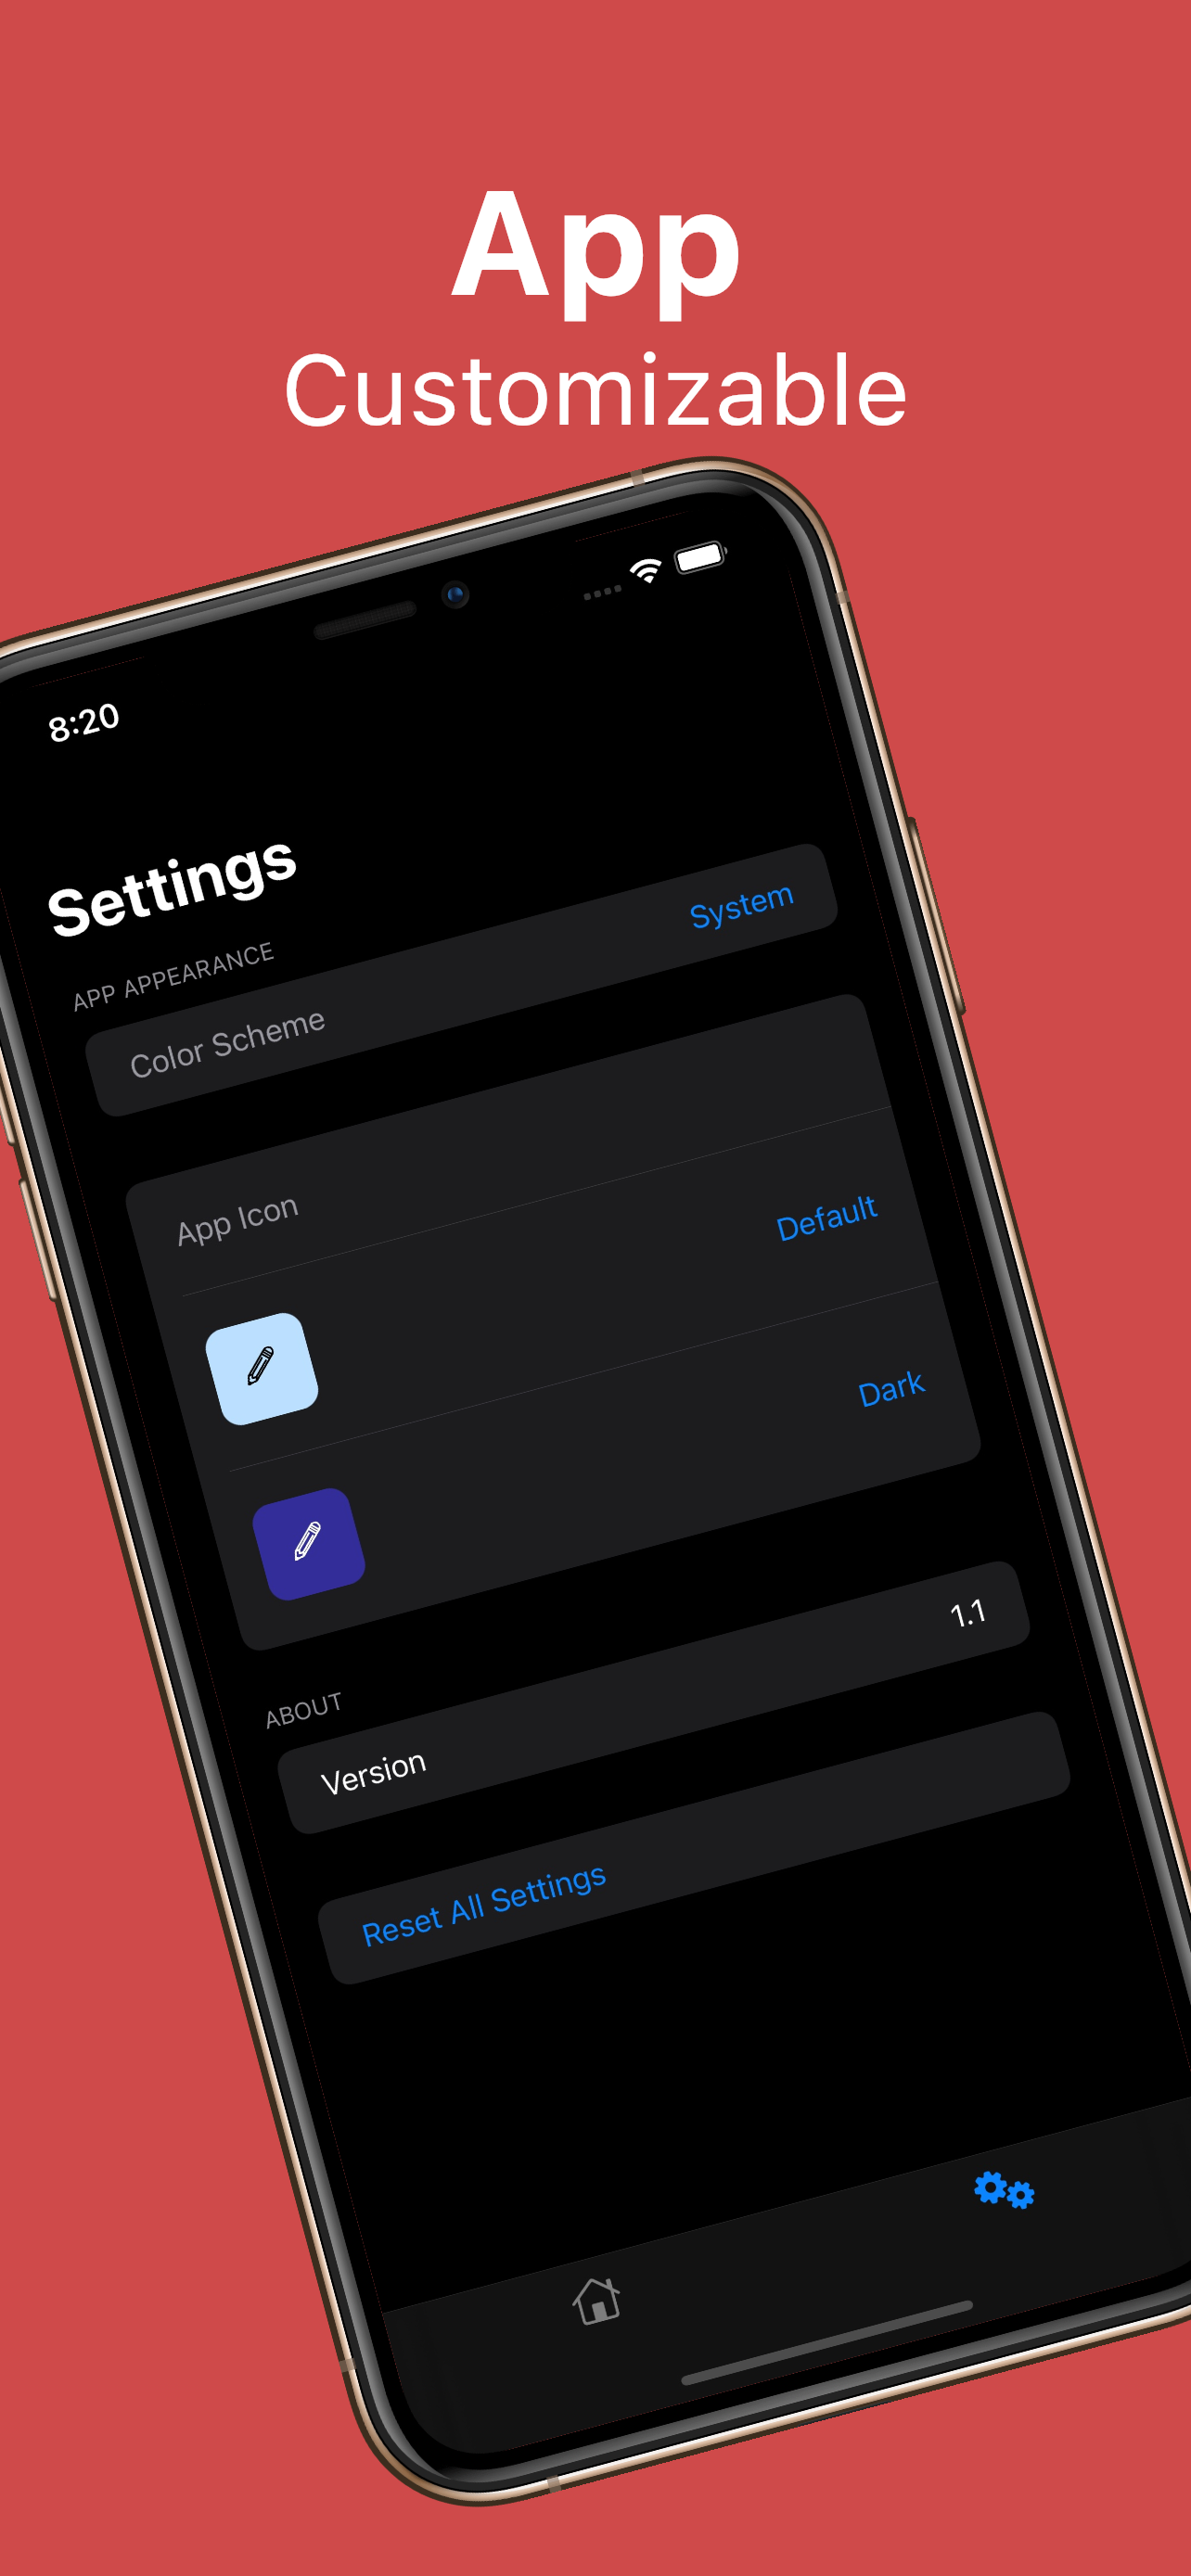 App
Customizable
8:20
Settings
APP APPEARANCE
Color Scheme System
App Icon
Default
Dark
ABOUT
Version 1.1
Reset All Settings